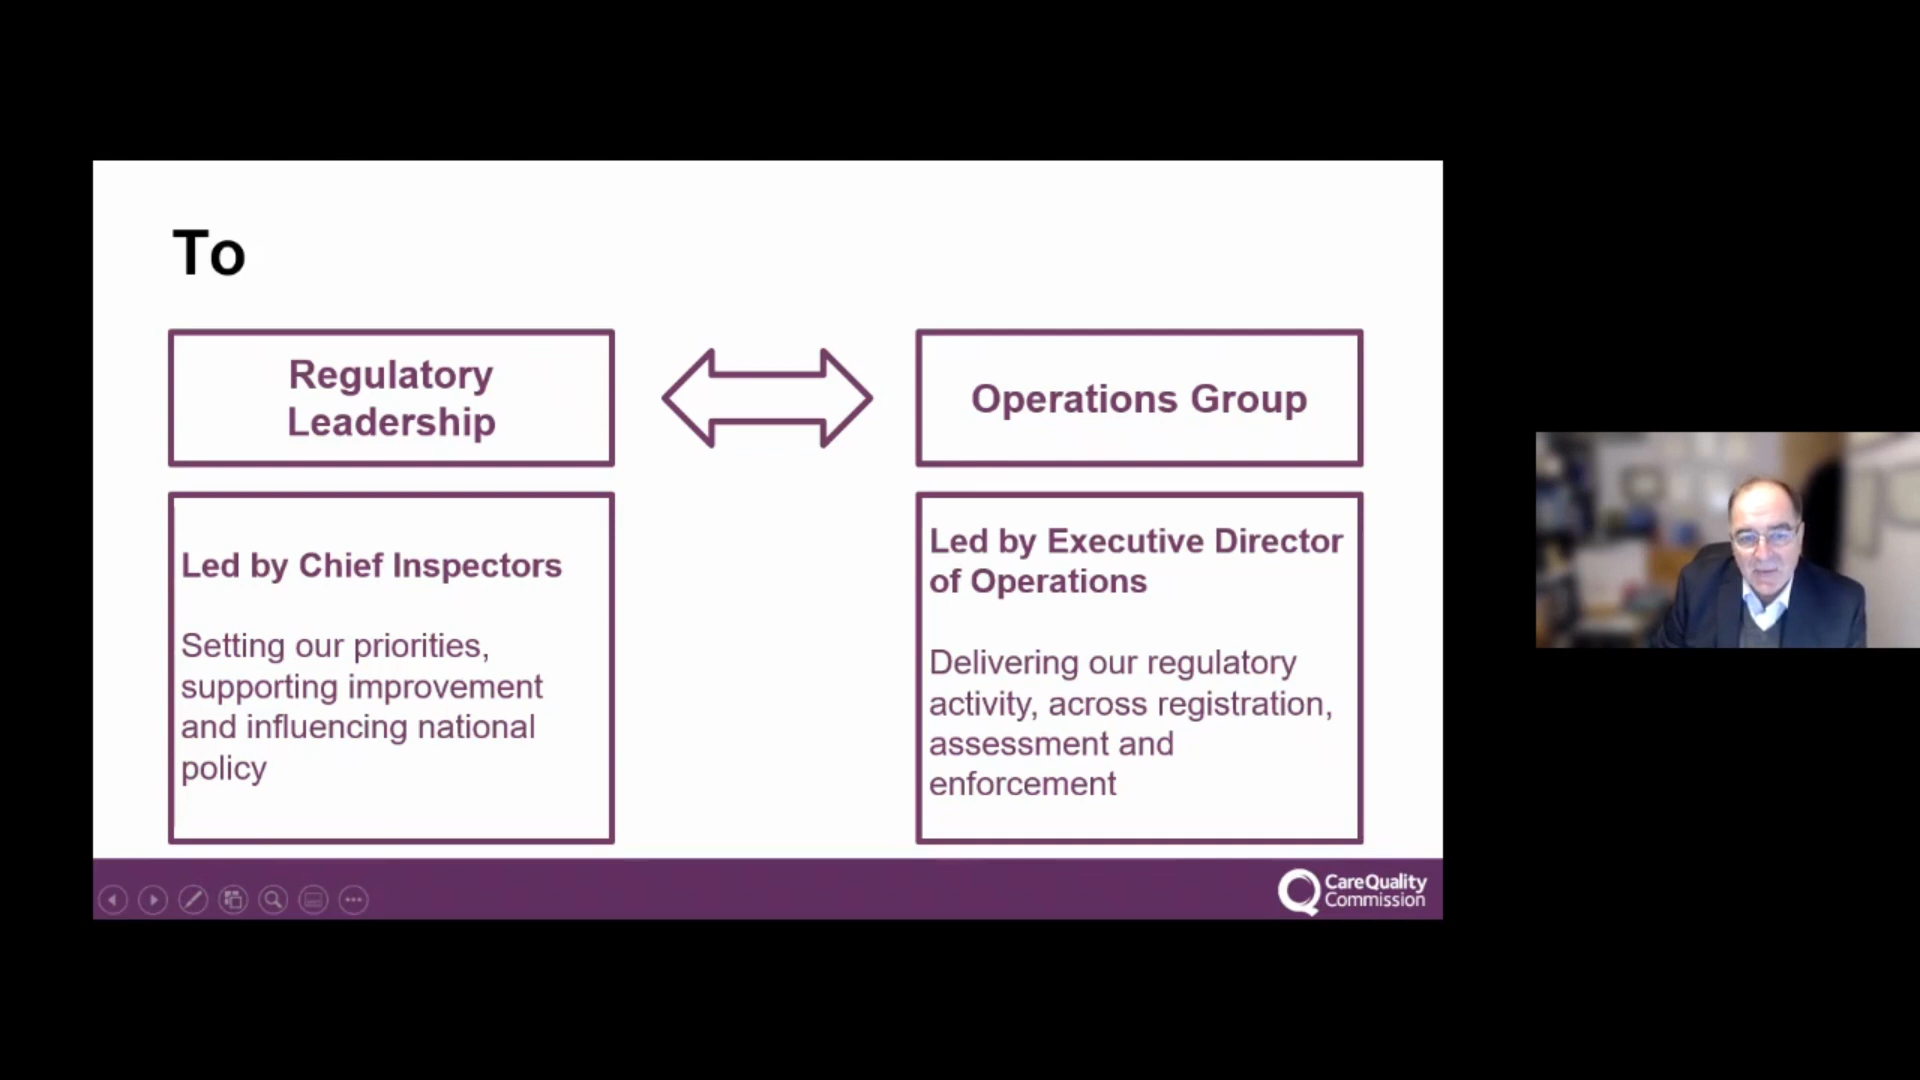 To
Regulatory
Leadership
Operations Group
Led by Chief Inspectors
Setting our priorities,
supporting improvement
and influencing national
policy
Led by Executive Director
of Operations
Delivering our regulatory
activity, across registration,
assessment and
enforcement
CareQuality
Commission